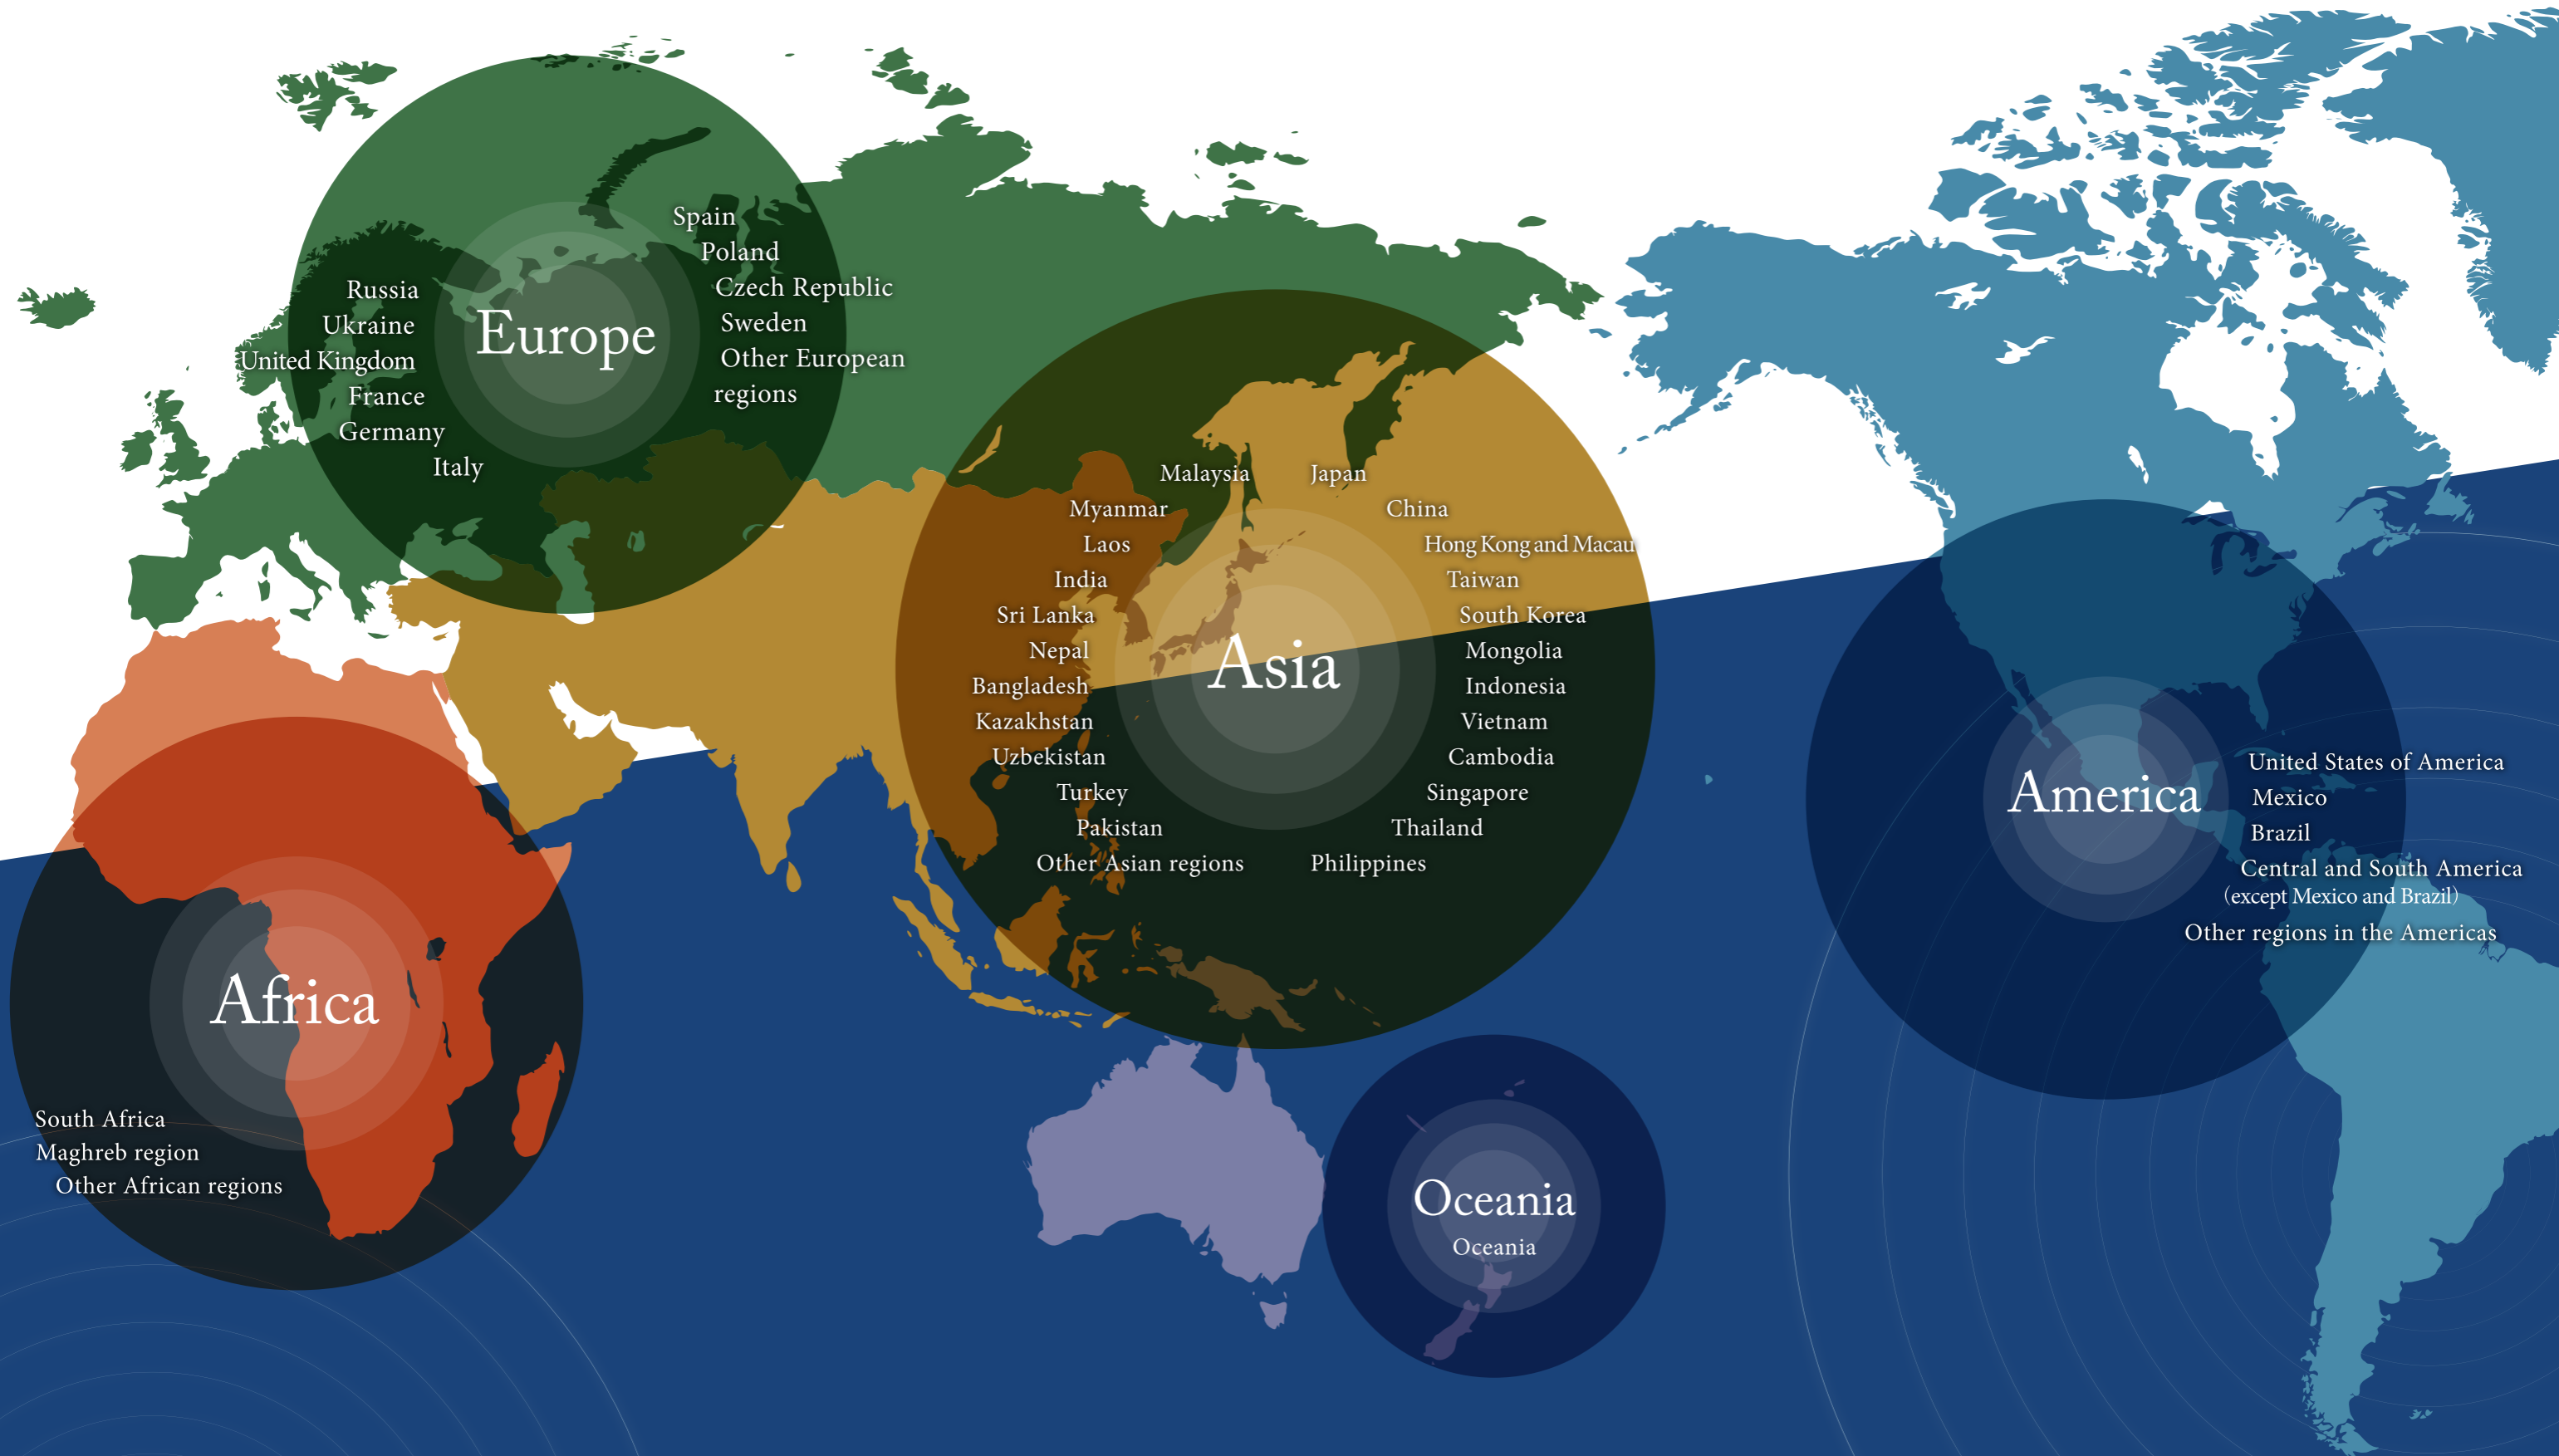 Europe
Russia
Ukraine
United Kingdom
France
Germany
Italy
Spain
Poland
Czech Republic
Sweden
Other European
regions
Asia
Japan
China
Hong Kong and Macau
Taiwan
South Korea
Mongolia
Indonesia
Vietnam
Cambodia
Singapore
Thailand
Philippines
Malaysia
Myanmar
Laos
India
Sri Lanka
Nepal
Bangladesh
Kazakhstan
Uzbekistan
Turkey
Pakistan
Other Asian regions
America
United States of America
Mexico
Brazil
Central and South America
(except Mexico and Brazil)
Other regions in the Americas
Africa
South Africa
Maghreb region
Other African regions
Oceania
Oceania